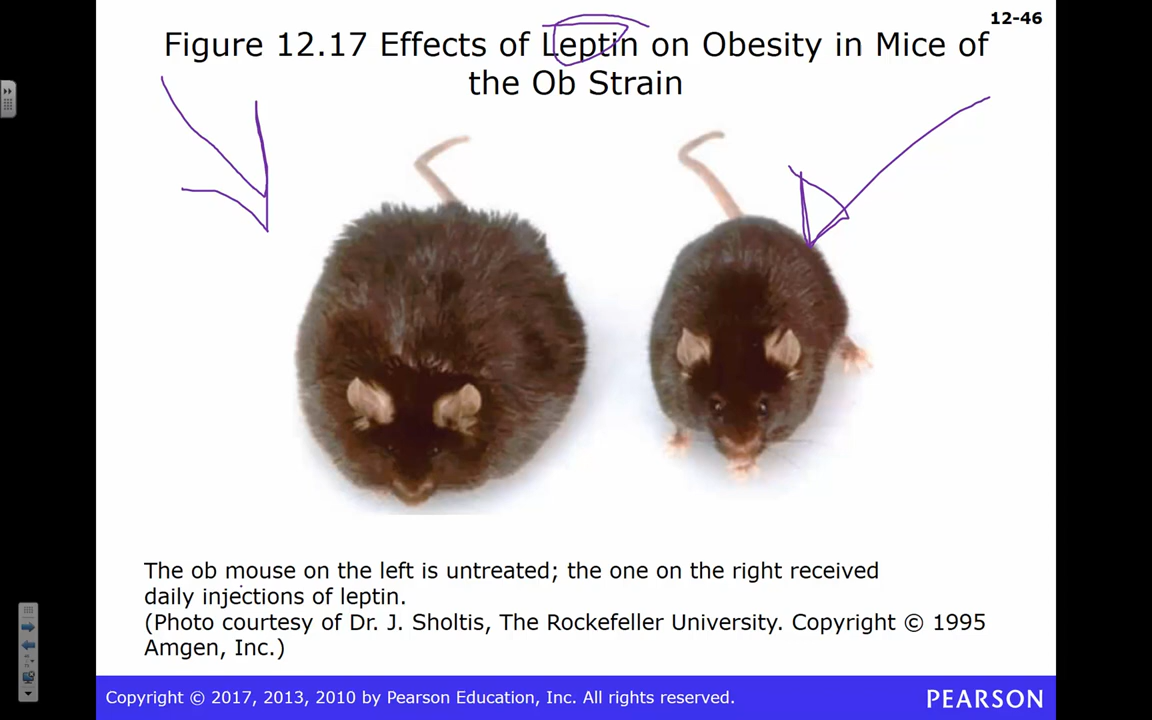 12-46
Figure 12.17 Effects of Leptin on Obesity in Mice of
the Ob Strain
The ob mouse on the left is untreated; the one on the right received
daily injections of leptin.
(Photo courtesy of Dr. J. Sholtis, The Rockefeller University. Copyright © 1995
Amgen, Inc.)
Copyright © 2017, 2013, 2010 by Pearson Education, Inc. All rights reserved.
PEARSON